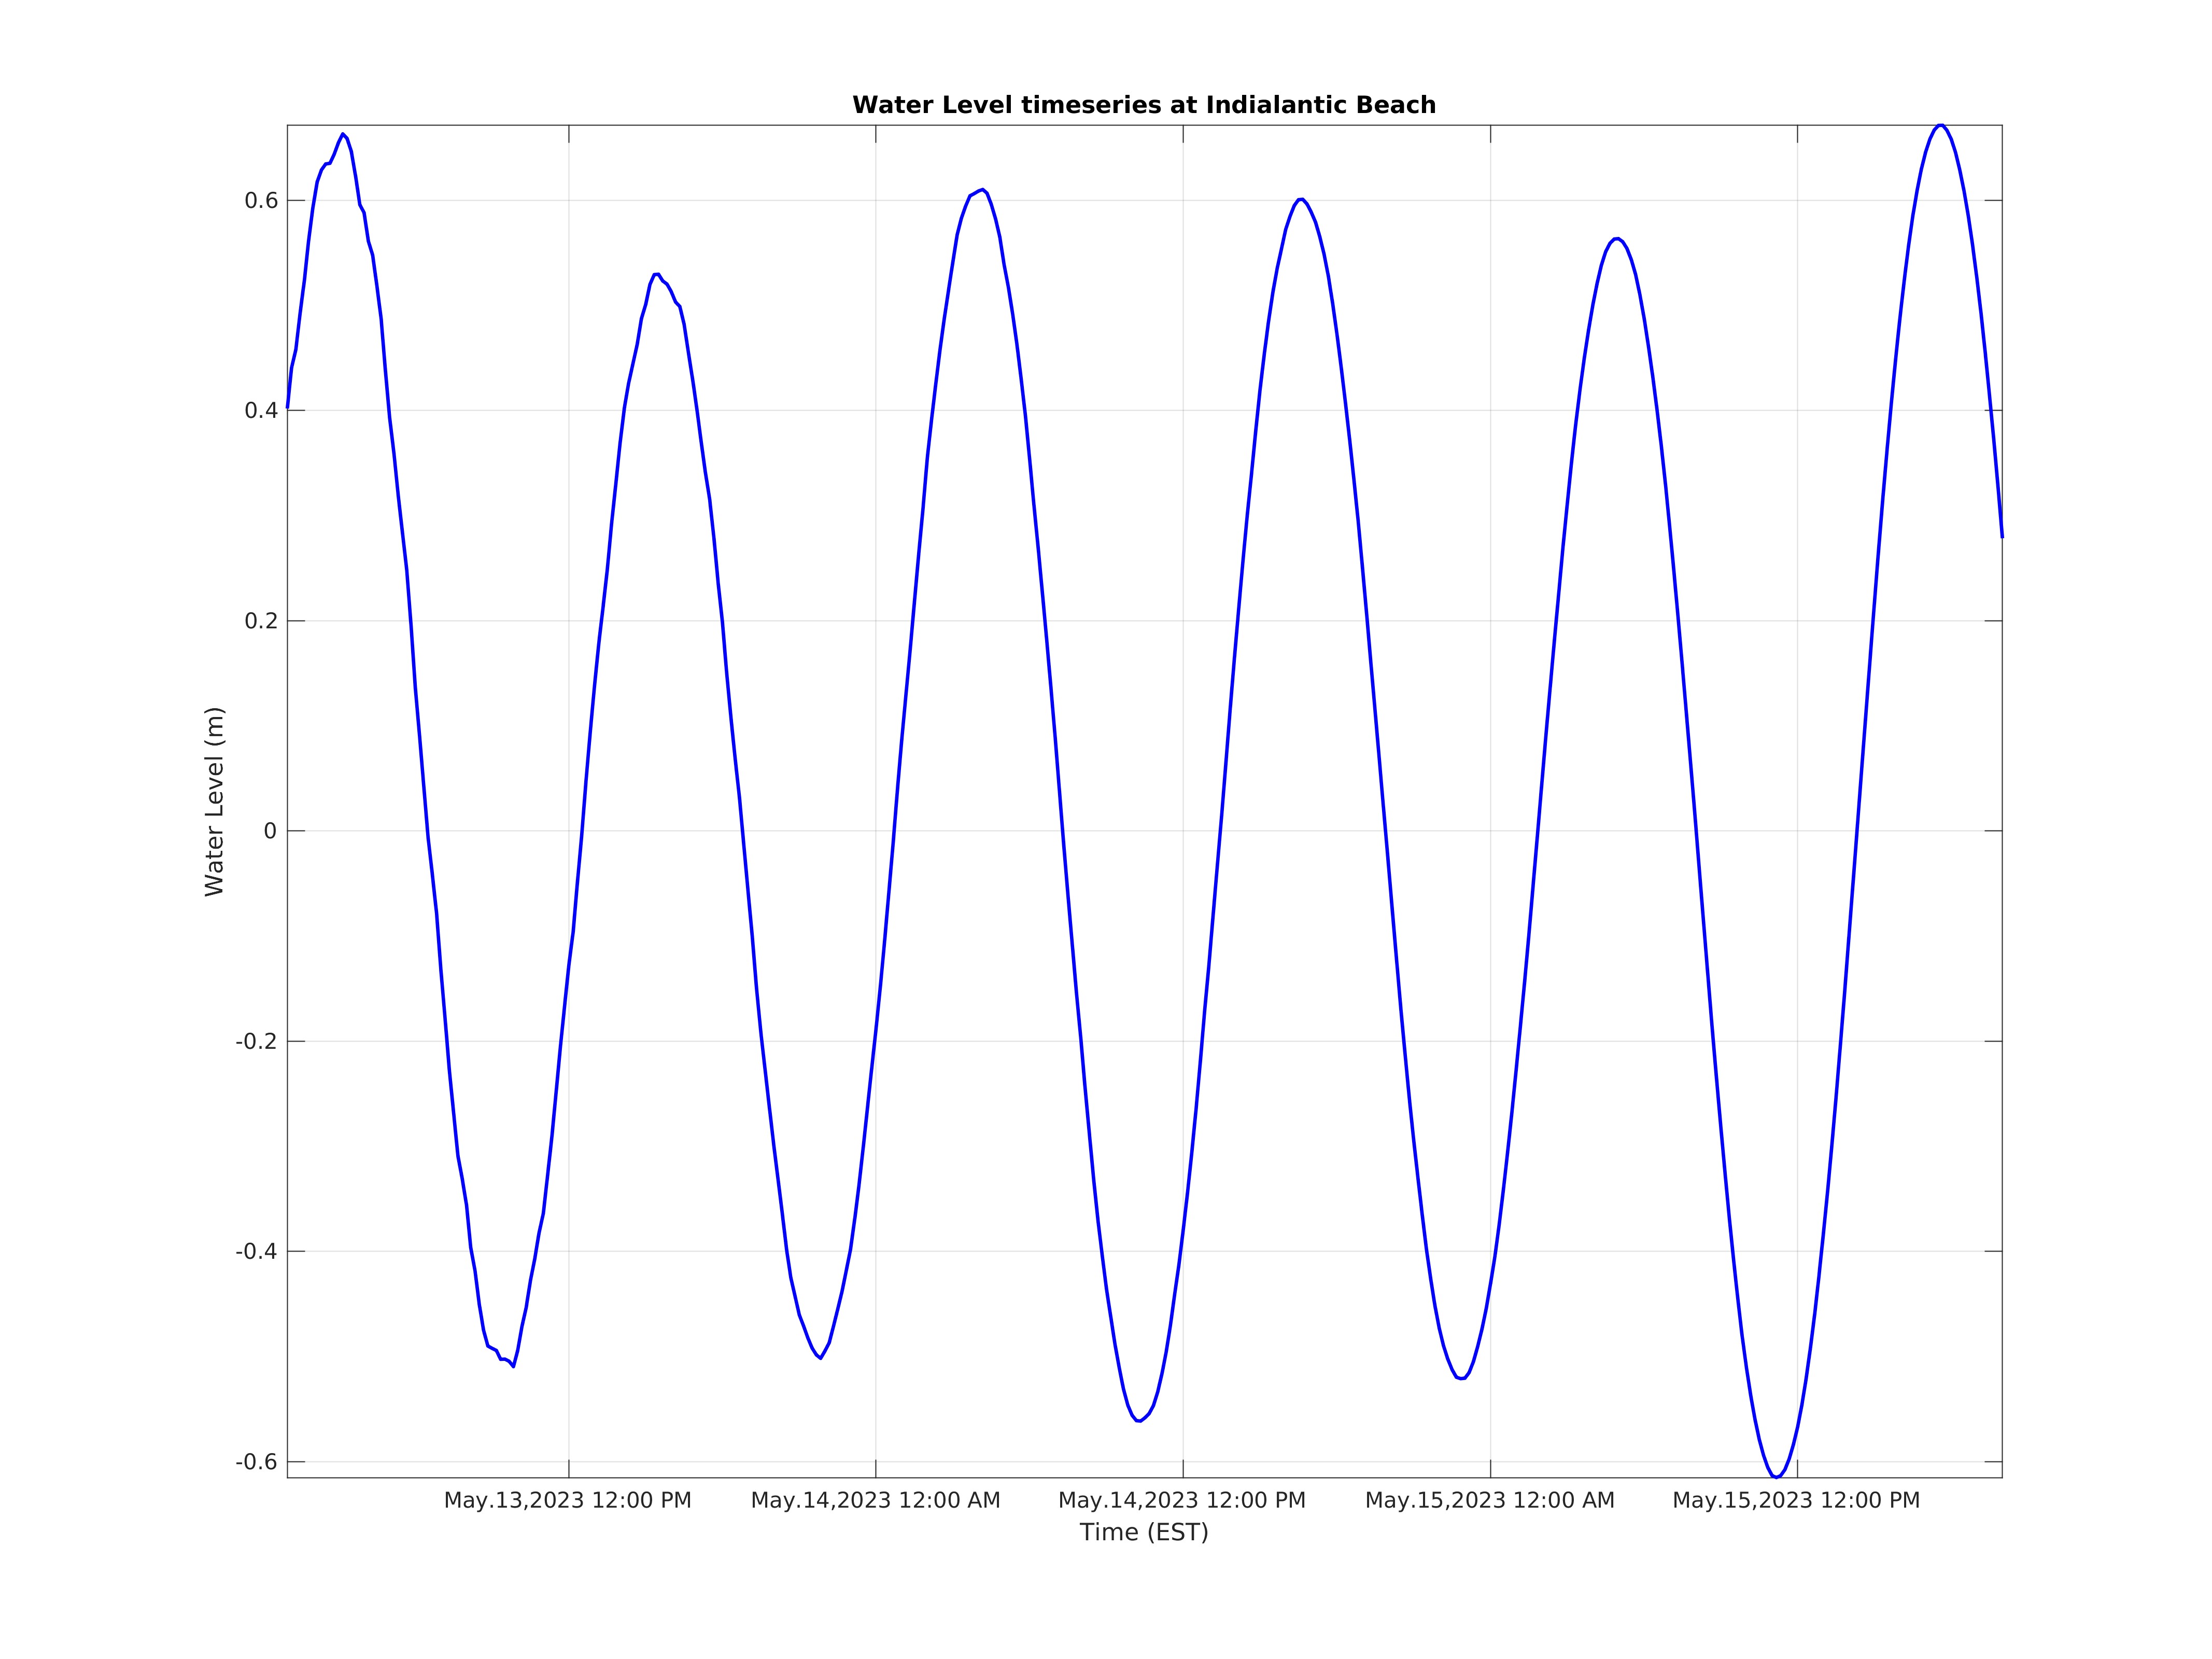 Water Level timeseries at Indialantic Beach
Water Level (m)
0.6
0.4
0.2
0
-0.2
-0.4
-0.6
May.13,2023 12:00 PM
May.14,2023 12:00 AM
May.14,2023 12:00 PM
May.15,2023 12:00 AM
May.15,2023 12:00 PM
Time (EST)